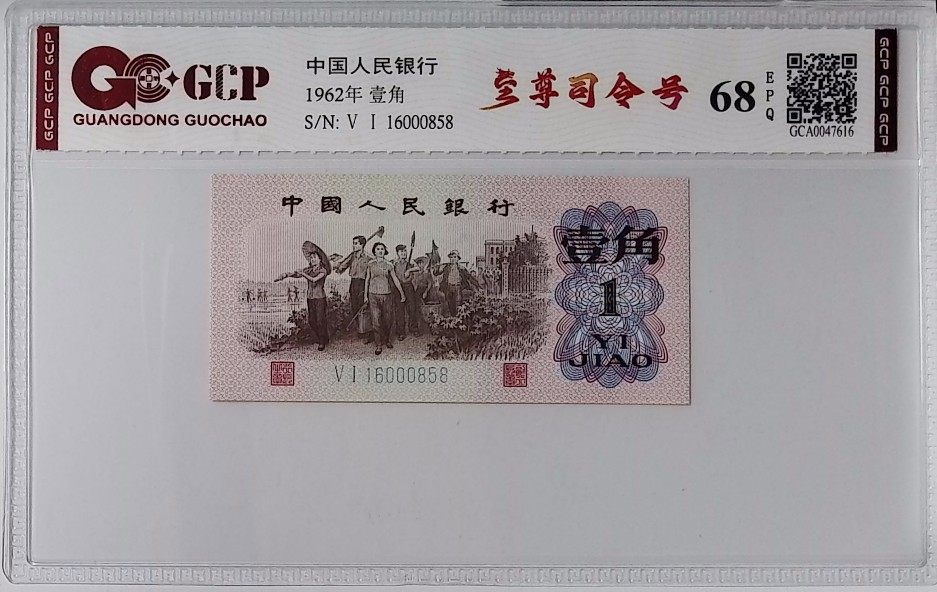 GCP GCP GCP
GCP
GUANGDONG GUOCHAO
中国人民银行
1962年 壹角
S/N: V I 16000858
至尊司令号
68
EPQ
GCA0047616
GCP GCP GCP
中國人民銀行
壹角
1
YI
JIAO
V I 16000858